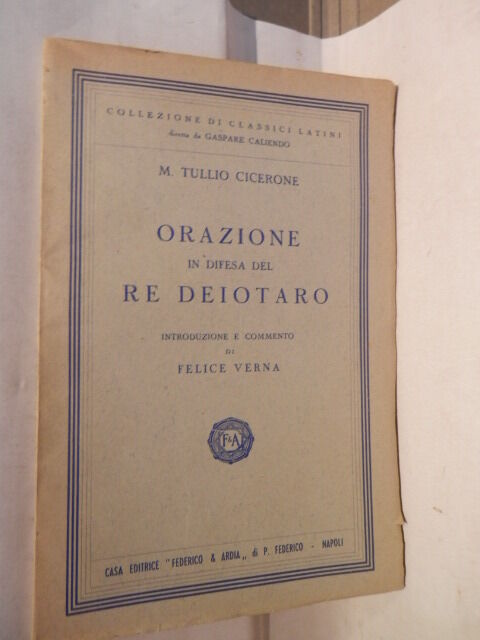 COLLEZIONE DI CLASSICI LATINI
diretta da GASPARE CALIENDO
M. TULLIO CICERONE
ORAZIONE
IN DIFESA DEL
RE DEIOTARO
INTRODUZIONE E COMMENTO
DI
FELICE VERNA
F&A
CASA EDITRICE "FEDERICO & ARDIA„ di P. FEDERICO - NAPOLI